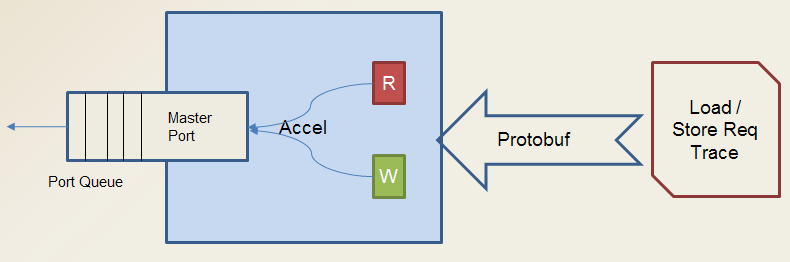 Master
Port
Port Queue
Accel
R
W
Protobuf
Load /
Store Req
Trace